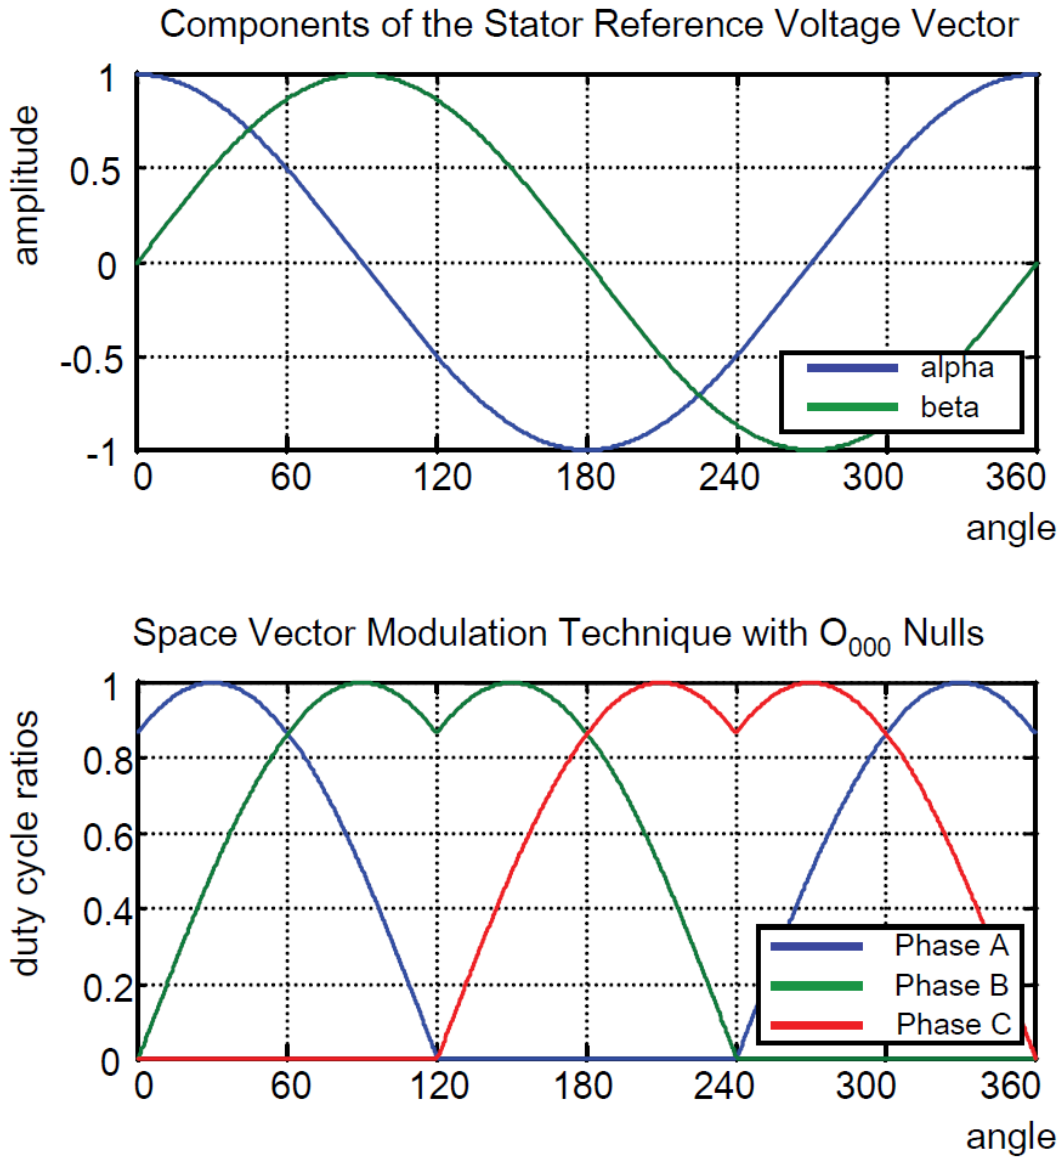 Components of the Stator Reference Voltage Vector
amplitude
1
0.5
0
-0.5
-1
alpha
beta
0 60 120 180 240 300 360
angle
Space Vector Modulation Technique with O000 Nulls
duty cycle ratios
1
0.8
0.6
0.4
0.2
0
Phase A
Phase B
Phase C
0 60 120 180 240 300 360
angle